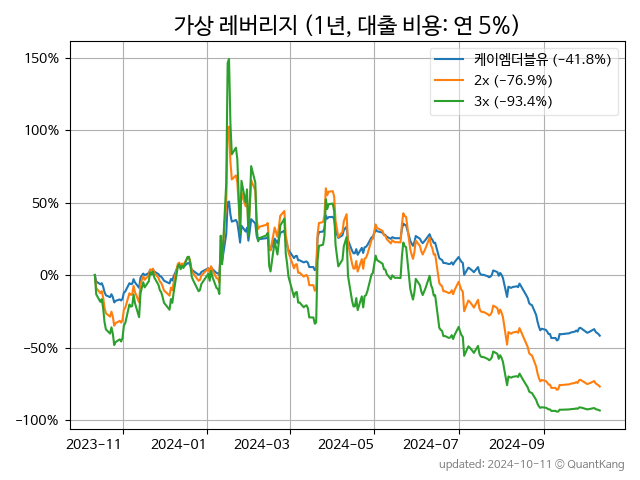 가상 레버리지 (1년, 대출 비용: 연 5%)
케이엠더블유 (-41.8%)
2x (-76.9%)
3x (-93.4%)
150%
100%
50%
0%
-50%
-100%
2023-11 2024-01 2024-03 2024-05 2024-07 2024-09
updated: 2024-10-11 © QuantKang